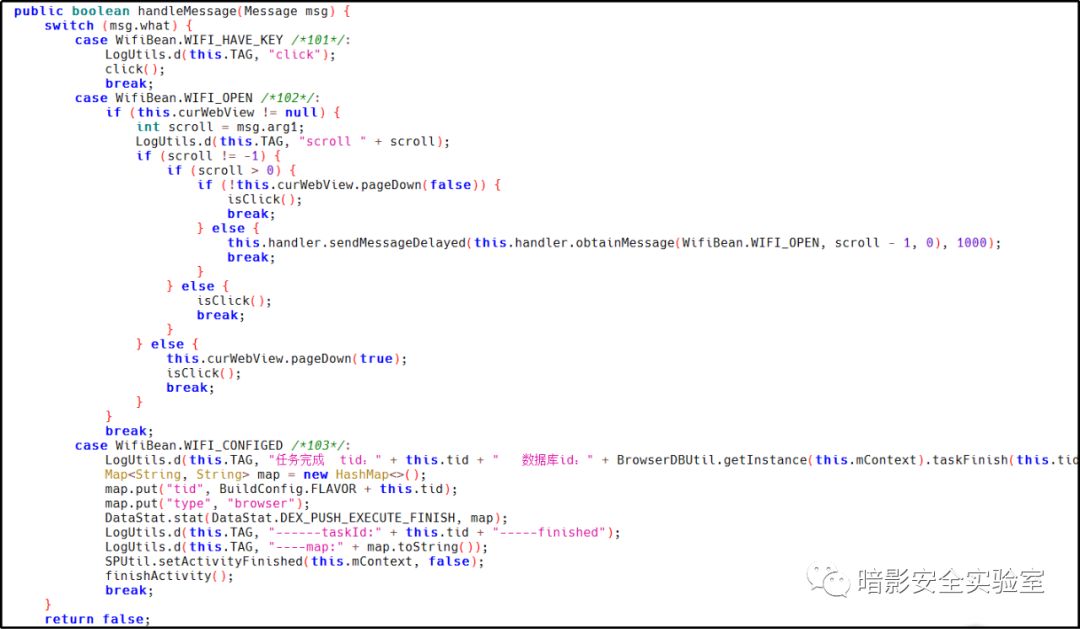 public boolean handleMessage(Message msg) {
    switch (msg.what) {
        case WifiBean.WIFI_HAVE_KEY /*101*/:
            LogUtils.d(this.TAG, "click");
            click();
            break;
        case WifiBean.WIFI_OPEN /*102*/:
            if (this.curWebView != null) {
                int scroll = msg.arg1;
                LogUtils.d(this.TAG, "scroll " + scroll);
                if (scroll != -1) {
                    if (scroll > 0) {
                        if (!this.curWebView.pageDown(false)) {
                            isClick();
                            break;
                        } else {
                            this.handler.sendMessageDelayed(this.handler.obtainMessage(WifiBean.WIFI_OPEN, scroll - 1, 0), 1000);
                            break;
                        }
                    } else {
                        isClick();
                        break;
                    }
                } else {
                    this.curWebView.pageDown(true);
                    isClick();
                    break;
                }
            }
            break;
        case WifiBean.WIFI_CONFIGED /*103*/:
            LogUtils.d(this.TAG, "任务完成  tid：" + this.tid + "   数据库id：" + BrowserDBUtil.getInstance(this.mContext).taskFinish(this.tid
            Map<String, String> map = new HashMap<>();
            map.put("tid", BuildConfig.FLAVOR + this.tid);
            map.put("type", "browser");
            DataStat.stat(DataStat.DEX_PUSH_EXECUTE_FINISH, map);
            LogUtils.d(this.TAG, "------taskId:" + this.tid + "-----finished");
            LogUtils.d(this.TAG, "----map:" + map.toString());
            SPUtil.setActivityFinished(this.mContext, false);
            finishActivity();
            break;
    }
    return false;
暗影安全实验室